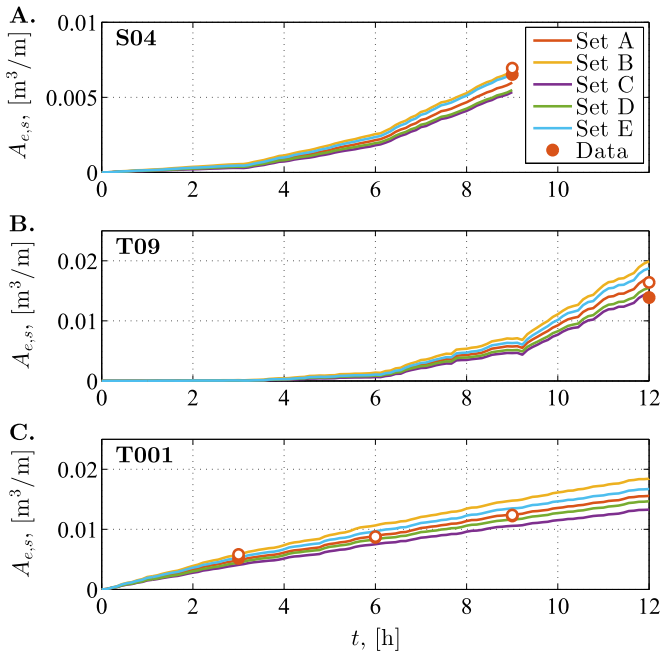 A.
S04
0.01
0.005
0
A_{e,s}, [m³/m]
0 2 4 6 8 10 12
Set A
Set B
Set C
Set D
Set E
Data
B.
T09
0.02
0.01
0
A_{e,s}, [m³/m]
0 2 4 6 8 10 12
C.
T001
0.02
0.01
0
A_{e,s}, [m³/m]
0 2 4 6 8 10 12
t, [h]